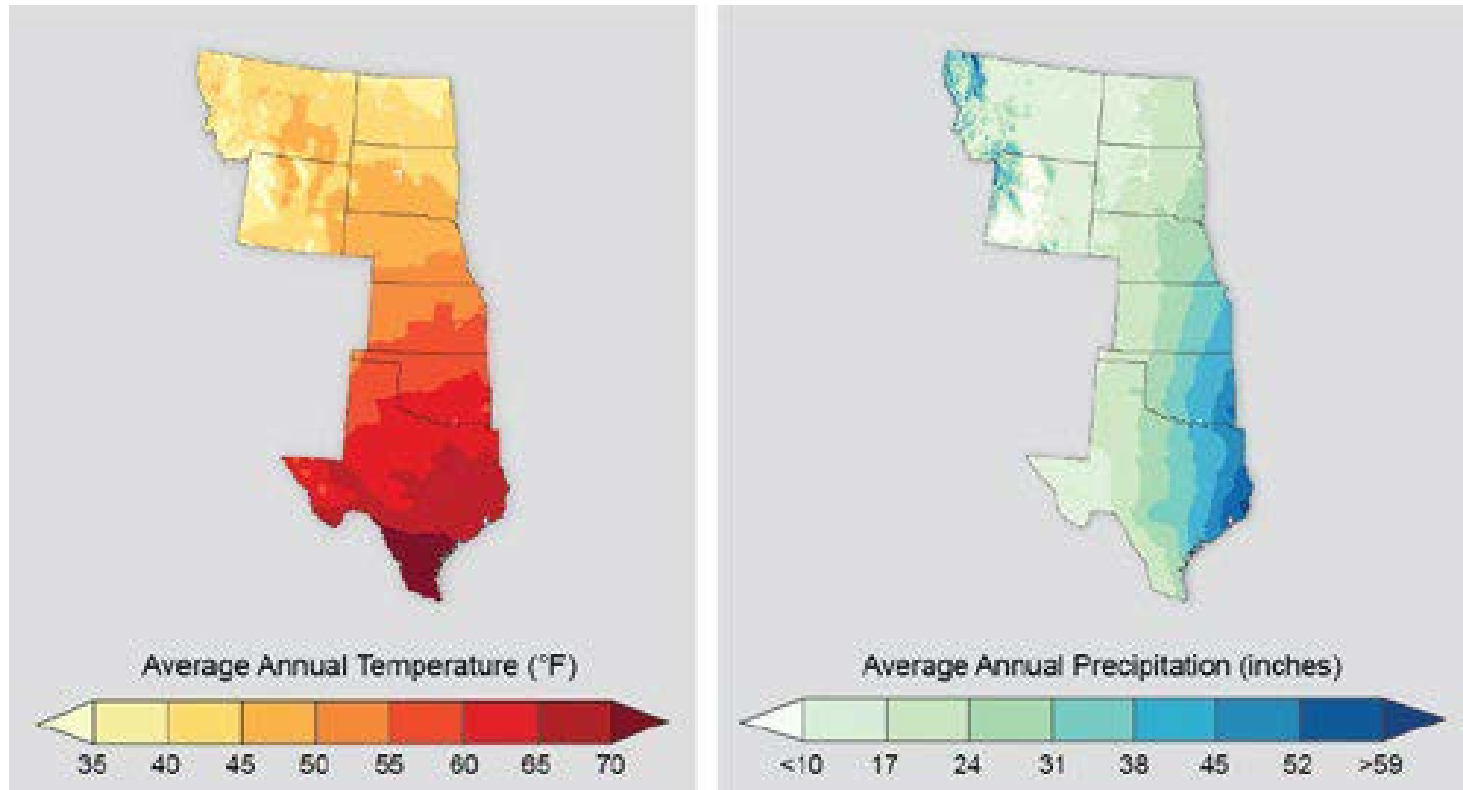 Average Annual Temperature (°F)
35 40 45 50 55 60 65 70
Average Annual Precipitation (inches)
<10 17 24 31 38 45 52 >59